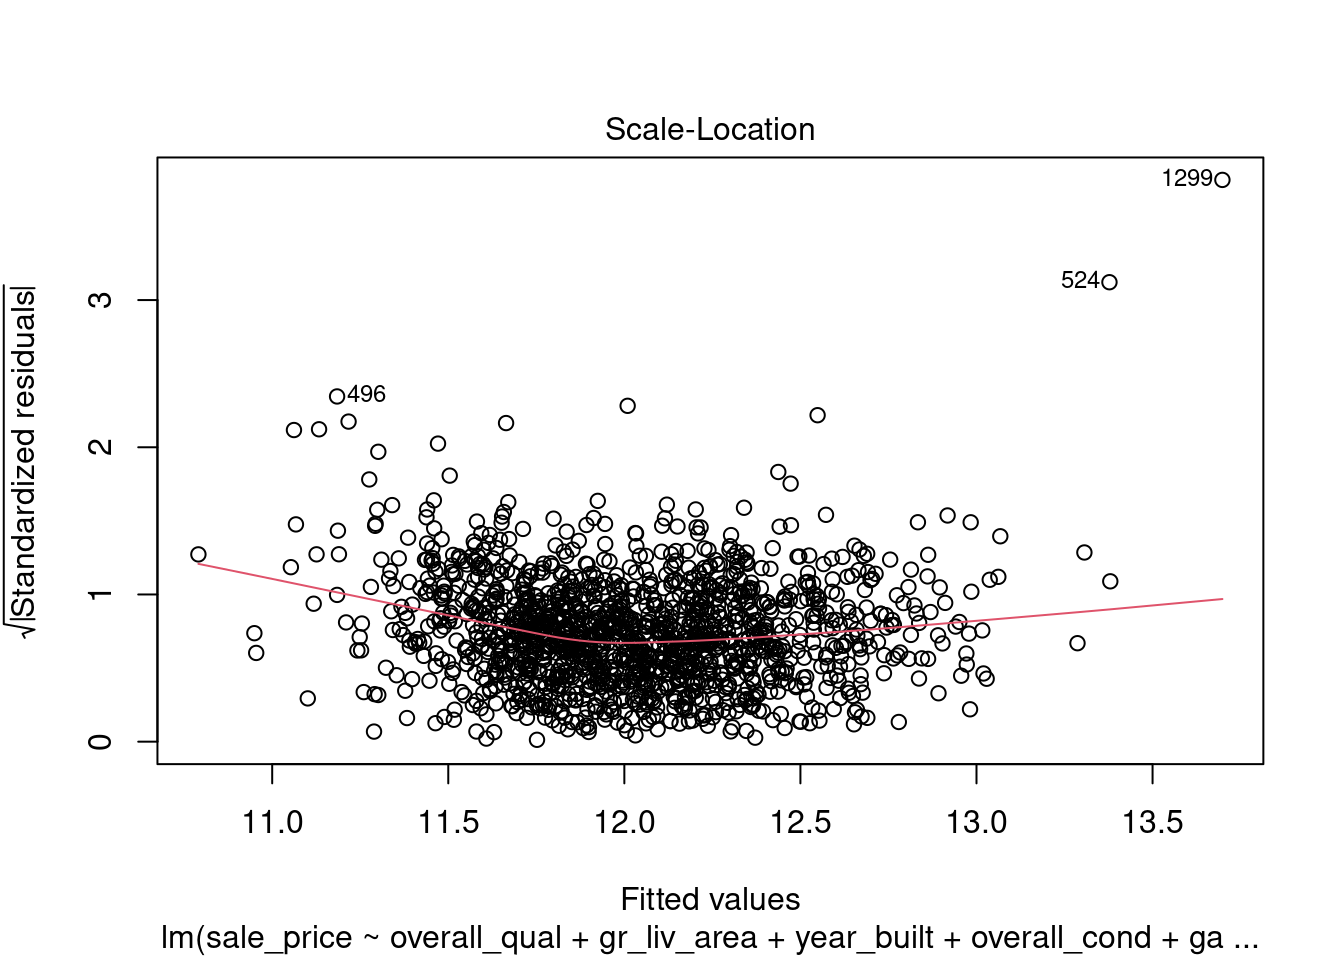 Scale-Location
1299
524
496
√|Standardized residuals|
3
2
1
0
11.0 11.5 12.0 12.5 13.0 13.5
Fitted values
lm(sale_price ~ overall_qual + gr_liv_area + year_built + overall_cond + ga ...